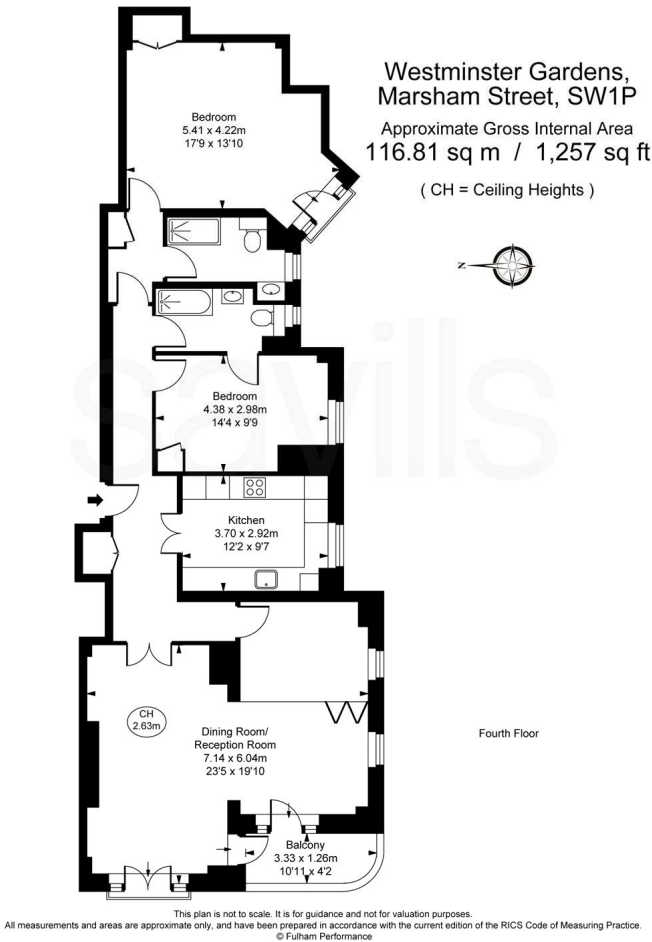 Westminster Gardens,
Marsham Street, SW1P
Approximate Gross Internal Area
116.81 sq m / 1,257 sq ft
( CH = Ceiling Heights )
N
Bedroom
5.41 x 4.22m
17'9 x 13'10
savills
Bedroom
4.38 x 2.98m
14'4 x 9'9
Kitchen
3.70 x 2.92m
12'2 x 9'7
CH
2.63m
Dining Room/
Reception Room
7.14 x 6.04m
23'5 x 19'10
Fourth Floor
Balcony
3.33 x 1.26m
10'11 x 4'2
This plan is not to scale. It is for guidance and not for valuation purposes.
All measurements and areas are approximate only, and have been prepared in accordance with the current edition of the RICS Code of Measuring Practice.
© Fulham Performance